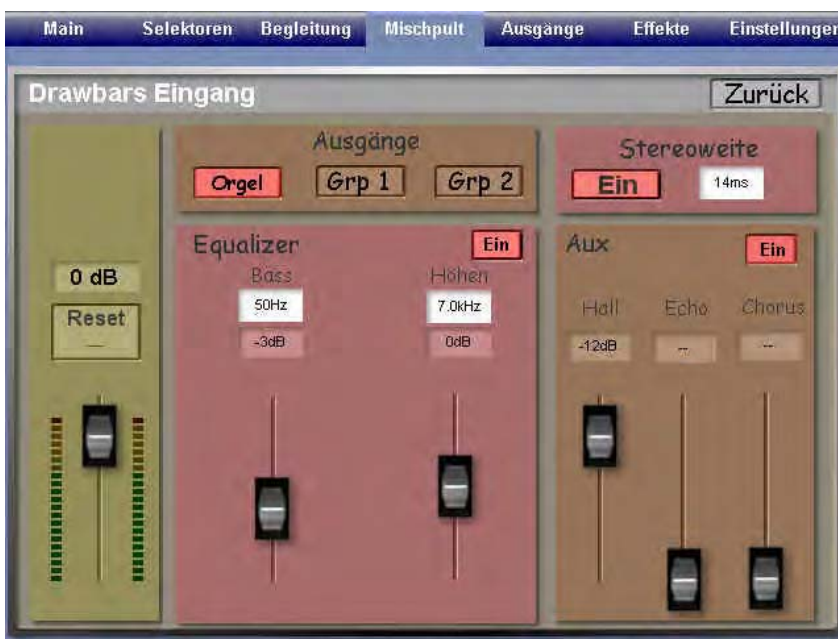 Main Selektoren Begleitung Mischpult Ausgänge Effekte Einstellungen
Drawbars Eingang Zurück
Ausgänge
Orgel Grp 1 Grp 2
Stereoweite
Ein 14ms
0 dB
Reset
---
Equalizer Ein
Bass Höhen
50Hz 7.0kHz
-3dB 0dB
Aux Ein
Hall Echo Chorus
-12dB -- --